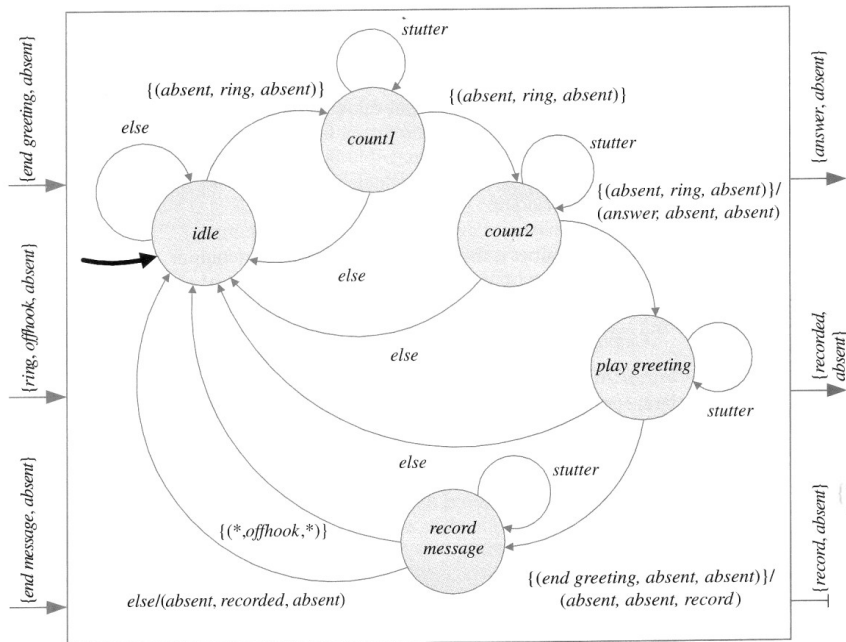 stutter
{end greeting, absent}
{answer, absent}
{(absent, ring, absent)}
{(absent, ring, absent)}
else
count1
stutter
{(absent, ring, absent)}/
(answer, absent, absent)
idle
count2
else
{ring, offhook, absent}
else
play greeting
{recorded,
absent}
stutter
else
stutter
{end message, absent}
{(*,offhook,*)}
record
message
{record, absent}
else/(absent, recorded, absent)
{(end greeting, absent, absent)}/
(absent, absent, record)